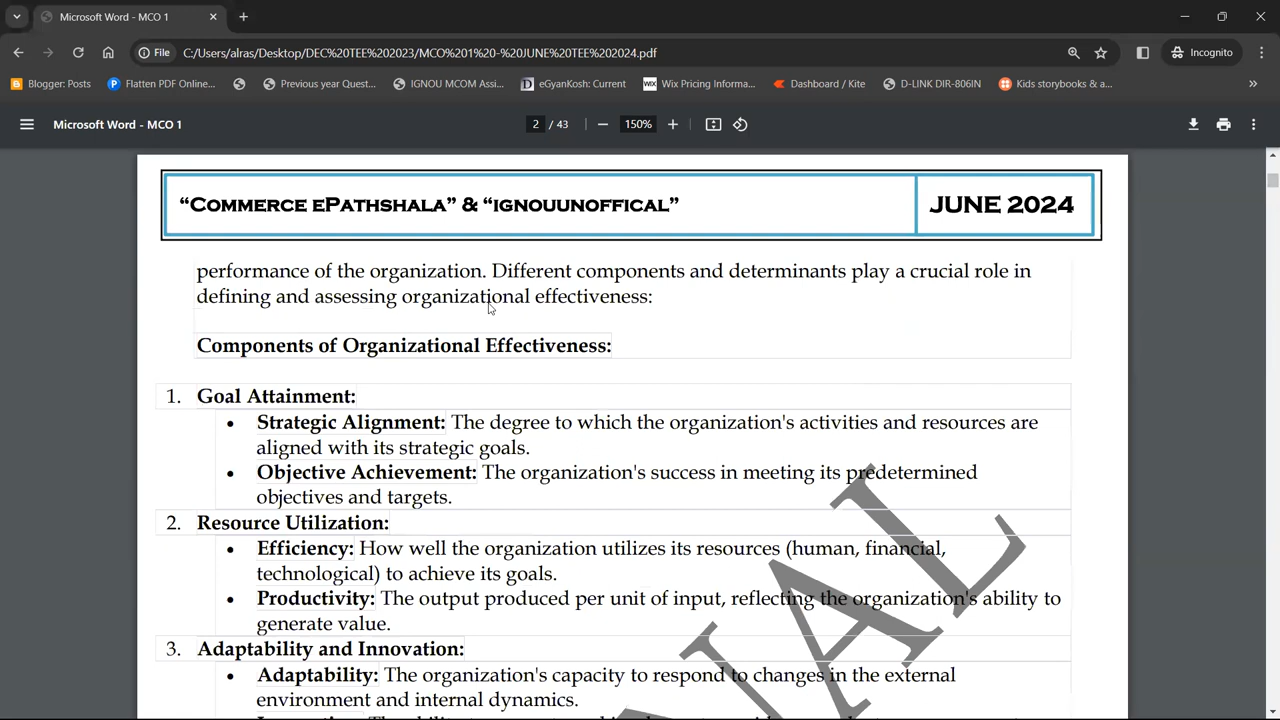 Microsoft Word - MCO 1
File
C:/Users/alras/Desktop/DEC%20TEE%202023/MCO%201%20-%20JUNE%20TEE%202024.pdf
Incognito
Blogger: Posts
Flatten PDF Online...
Previous year Quest...
IGNOU MCOM Assi...
eGyanKosh: Current
WIX
Wix Pricing Informa...
Dashboard / Kite
D-LINK DIR-806IN
Kids storybooks & a...
Microsoft Word - MCO 1
2 / 43
150%
“COMMERCE EPATHSHALA” & “IGNOUUNOFFICAL”
JUNE 2024
performance of the organization. Different components and determinants play a crucial role in
defining and assessing organizational effectiveness:
Components of Organizational Effectiveness:
1. Goal Attainment:
• Strategic Alignment: The degree to which the organization's activities and resources are
aligned with its strategic goals.
• Objective Achievement: The organization's success in meeting its predetermined
objectives and targets.
2. Resource Utilization:
• Efficiency: How well the organization utilizes its resources (human, financial,
technological) to achieve its goals.
• Productivity: The output produced per unit of input, reflecting the organization's ability to
generate value.
3. Adaptability and Innovation:
• Adaptability: The organization's capacity to respond to changes in the external
environment and internal dynamics.
NAL